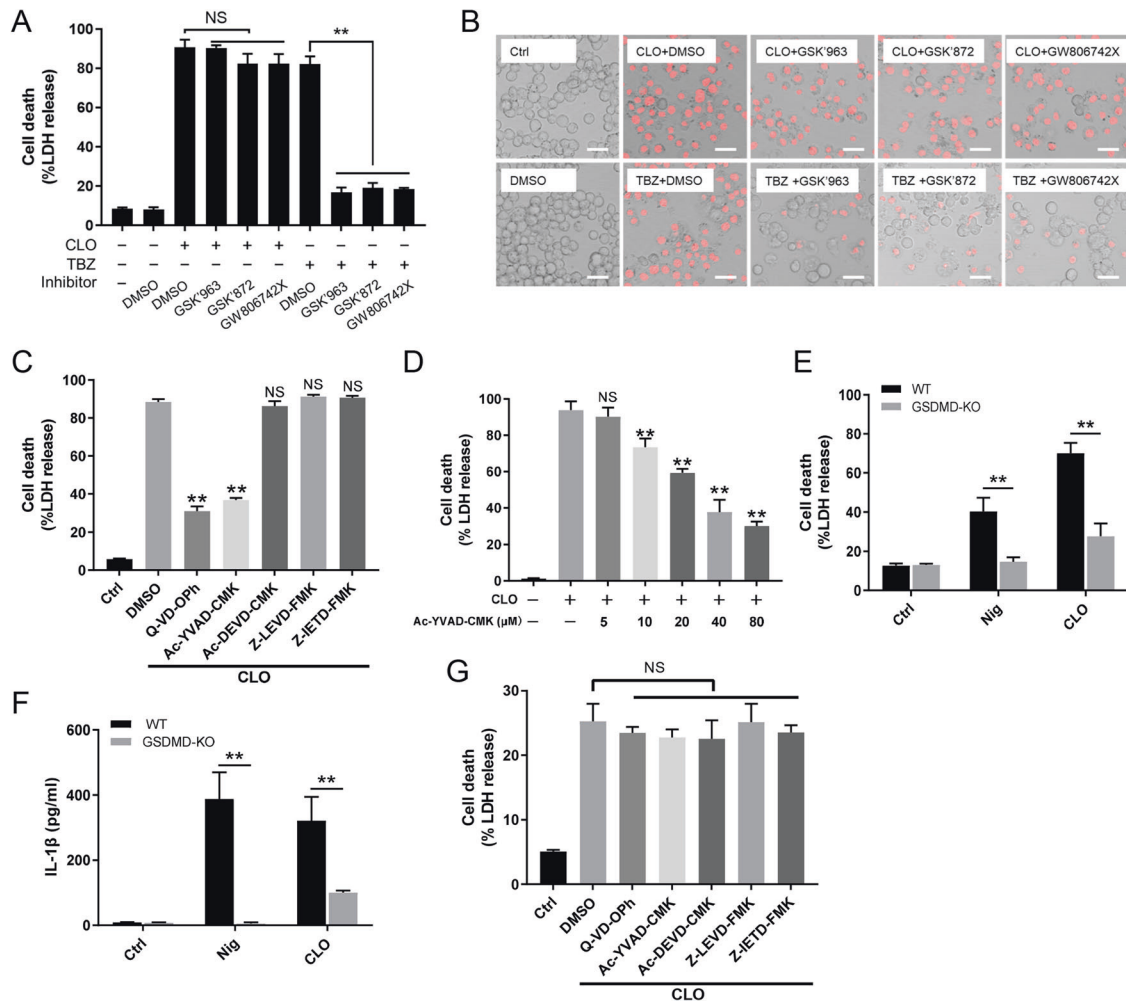 A
Cell death
(%LDH release)
100
80
60
40
20
0
NS
**
CLO
– – + + + + – – – –
TBZ
– – – – – – + + + +
Inhibitor
–
DMSO
DMSO
GSK'963
GSK'872
GW806742X
DMSO
GSK'963
GSK'872
GW806742X
B
Ctrl
CLO+DMSO
CLO+GSK'963
CLO+GSK'872
CLO+GW806742X
DMSO
TBZ+DMSO
TBZ +GSK'963
TBZ +GSK'872
TBZ +GW806742X
C
Cell death
(%LDH release)
100
80
60
40
20
0
**
**
NS
NS
NS
Ctrl
DMSO
Q-VD-OPh
Ac-YVAD-CMK
Ac-DEVD-CMK
Z-LEVD-FMK
Z-IETD-FMK
CLO
D
Cell death
(% LDH release)
100
80
60
40
20
0
NS
**
**
**
**
CLO
– + + + + + +
Ac-YVAD-CMK (μM)
– – 5 10 20 40 80
E
WT
GSDMD-KO
Cell death
(%LDH release)
100
80
60
40
20
0
**
**
Ctrl
Nig
CLO
F
WT
GSDMD-KO
IL-1β (pg/ml)
600
400
200
0
**
**
Ctrl
Nig
CLO
G
Cell death
(% LDH release)
30
20
10
0
NS
Ctrl
DMSO
Q-VD-OPh
Ac-YVAD-CMK
Ac-DEVD-CMK
Z-LEVD-FMK
Z-IETD-FMK
CLO